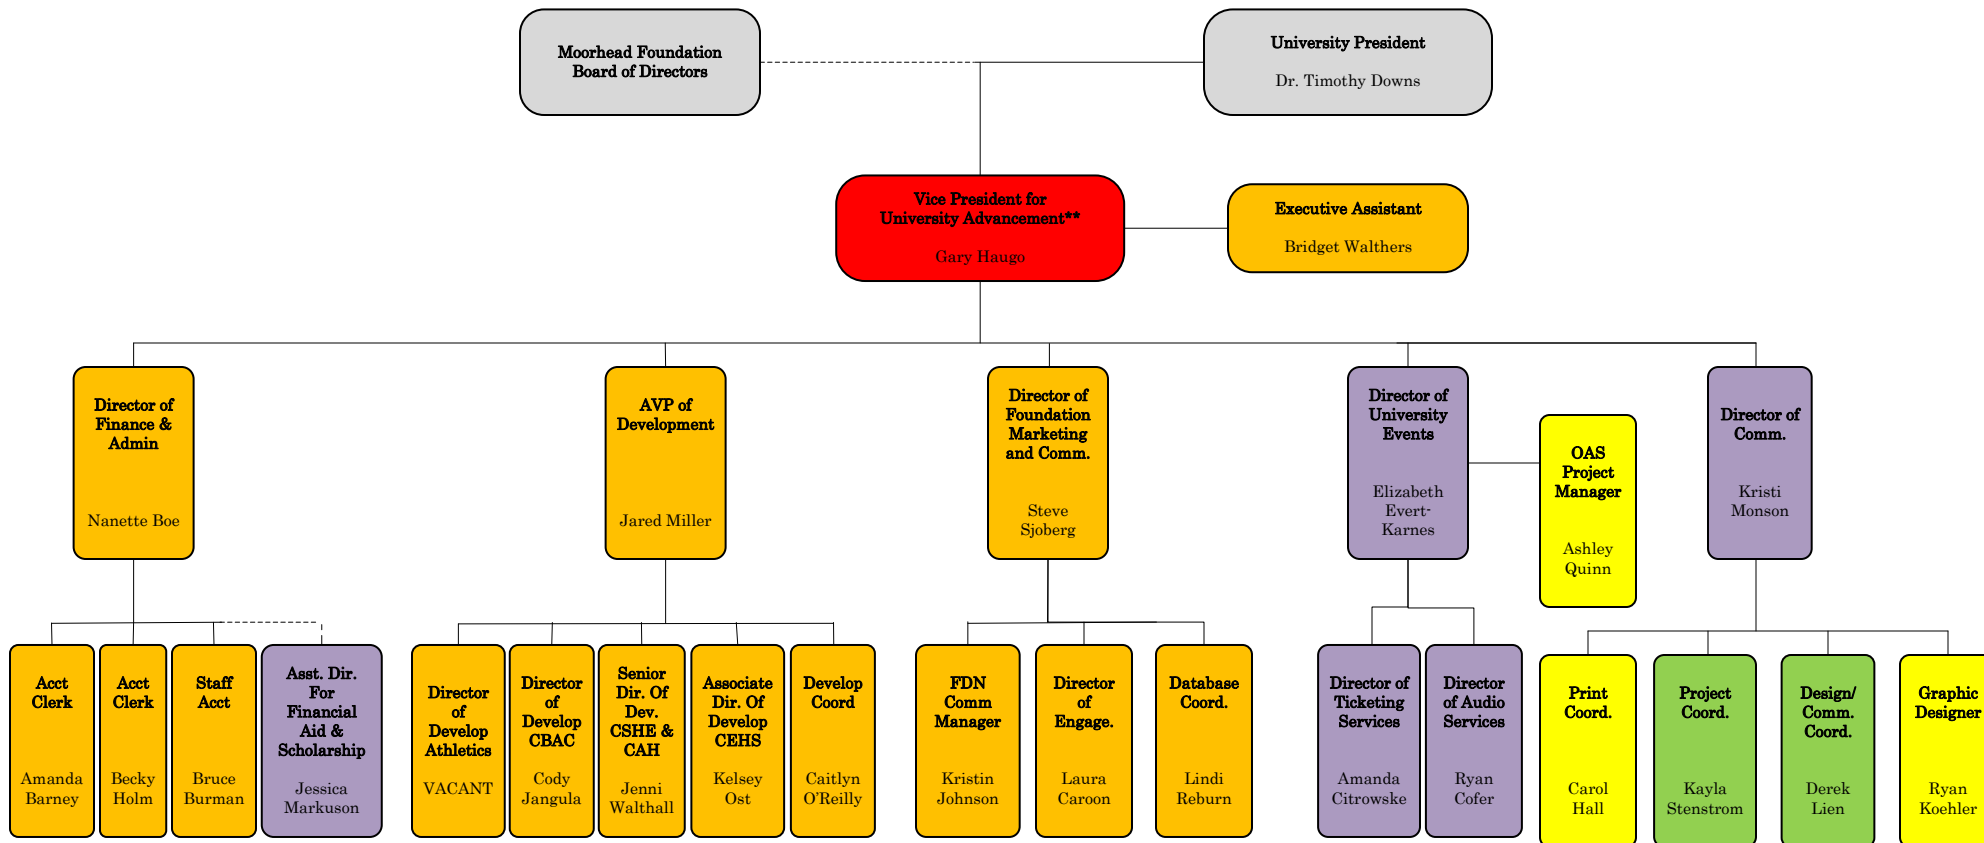 Moorhead Foundation
Board of Directors
University President
Dr. Timothy Downs
Vice President for
University Advancement**
Gary Haugo
Executive Assistant
Bridget Walthers
Director of
Finance &
Admin
Nanette Boe
AVP of
Development
Jared Miller
Director of
Foundation
Marketing
and Comm.
Steve
Sjoberg
Director of
University
Events
Elizabeth
Evert-
Karnes
OAS
Project
Manager
Ashley
Quinn
Director of
Comm.
Kristi
Monson
Acct
Clerk
Amanda
Barney
Acct
Clerk
Becky
Holm
Staff
Acct
Bruce
Burman
Asst. Dir.
For
Financial
Aid &
Scholarship
Jessica
Markuson
Director
of
Develop
Athletics
VACANT
Director
of
Develop
CBAC
Cody
Jangula
Senior
Dir. Of
Dev.
CSHE &
CAH
Jenni
Walthall
Associate
Dir. Of
Develop
CEHS
Kelsey
Ost
Develop
Coord
Caitlyn
O'Reilly
FDN
Comm
Manager
Kristin
Johnson
Director
of
Engage.
Laura
Caroon
Database
Coord.
Lindi
Reburn
Director of
Ticketing
Services
Amanda
Citrowske
Director
of Audio
Services
Ryan
Cofer
Print
Coord.
Carol
Hall
Project
Coord.
Kayla
Stenstrom
Design/
Comm.
Coord.
Derek
Lien
Graphic
Designer
Ryan
Koehler